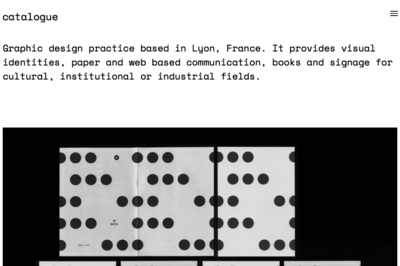 catalogue
Graphic design practice based in Lyon, France. It provides visual
identities, paper and web based communication, books and signage for
cultural, institutional or industrial fields.